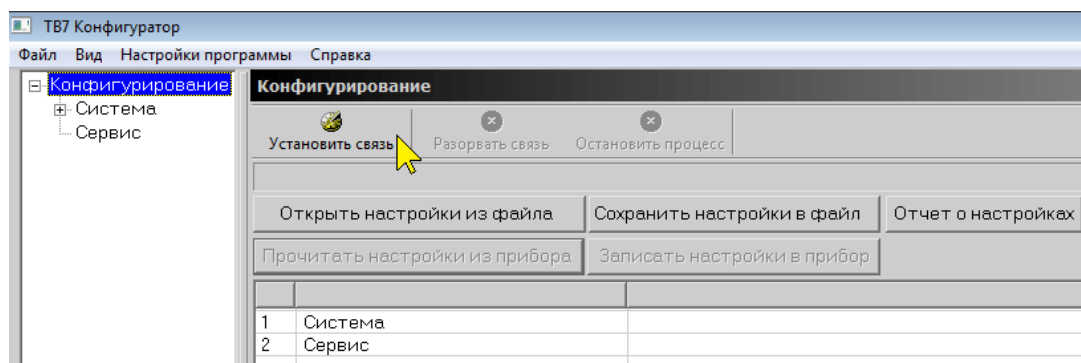 ТВ7 Конфигуратор
Файл Вид Настройки программы Справка
Конфигурирование
Система
Сервис
Конфигурирование
Установить связь Разорвать связь Остановить процесс
Открыть настройки из файла Сохранить настройки в файл Отчет о настройках
Прочитать настройки из прибора Записать настройки в прибор
1 Система
2 Сервис